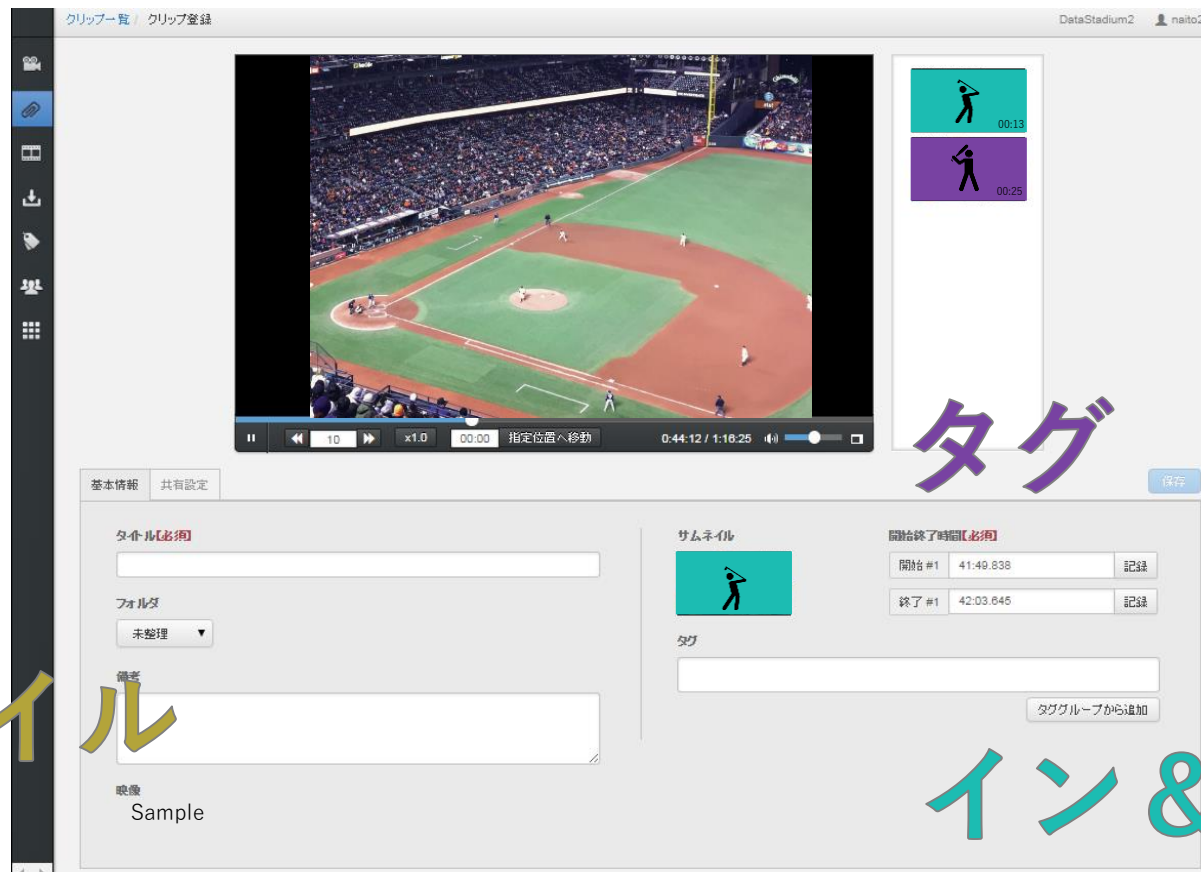 クリップ一覧 / クリップ登録
DataStadium2 naito2
00:13
00:25
10 x1.0 00:00 指定位置へ移動 0:44:12 / 1:16:25
タグ
基本情報 共有設定
保存
タイトル【必須】
サムネイル
開始終了時間【必須】
開始 #1 41:49.838 記録
終了 #1 42:03.645 記録
フォルダ
未整理
タグ
タググループから追加
備考
イル
イン&
映像
Sample